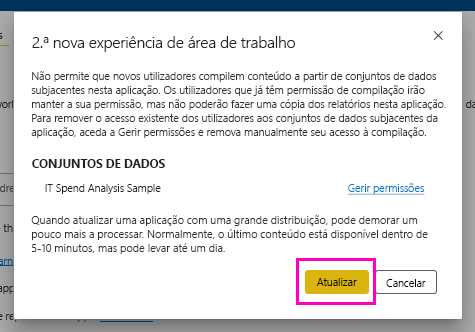 2.ª nova experiência de área de trabalho
Não permite que novos utilizadores compilem conteúdo a partir de conjuntos de dados
subjacentes nesta aplicação. Os utilizadores que já têm permissão de compilação irão
manter a sua permissão, mas não poderão fazer uma cópia dos relatórios nesta aplicação.
Para remover o acesso existente dos utilizadores aos conjuntos de dados subjacentes da
aplicação, aceda a Gerir permissões e remova manualmente seu acesso à compilação.
CONJUNTOS DE DADOS
IT Spend Analysis Sample Gerir permissões
Quando atualizar uma aplicação com uma grande distribuição, pode demorar um
pouco mais a processar. Normalmente, o último conteúdo está disponível dentro de
5-10 minutos, mas pode levar até um dia.
Atualizar Cancelar